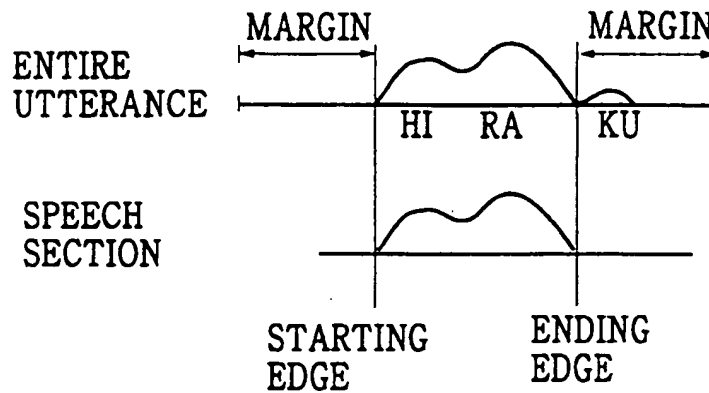 MARGIN MARGIN
ENTIRE
UTTERANCE
HI RA KU
SPEECH
SECTION
STARTING
EDGE
ENDING
EDGE